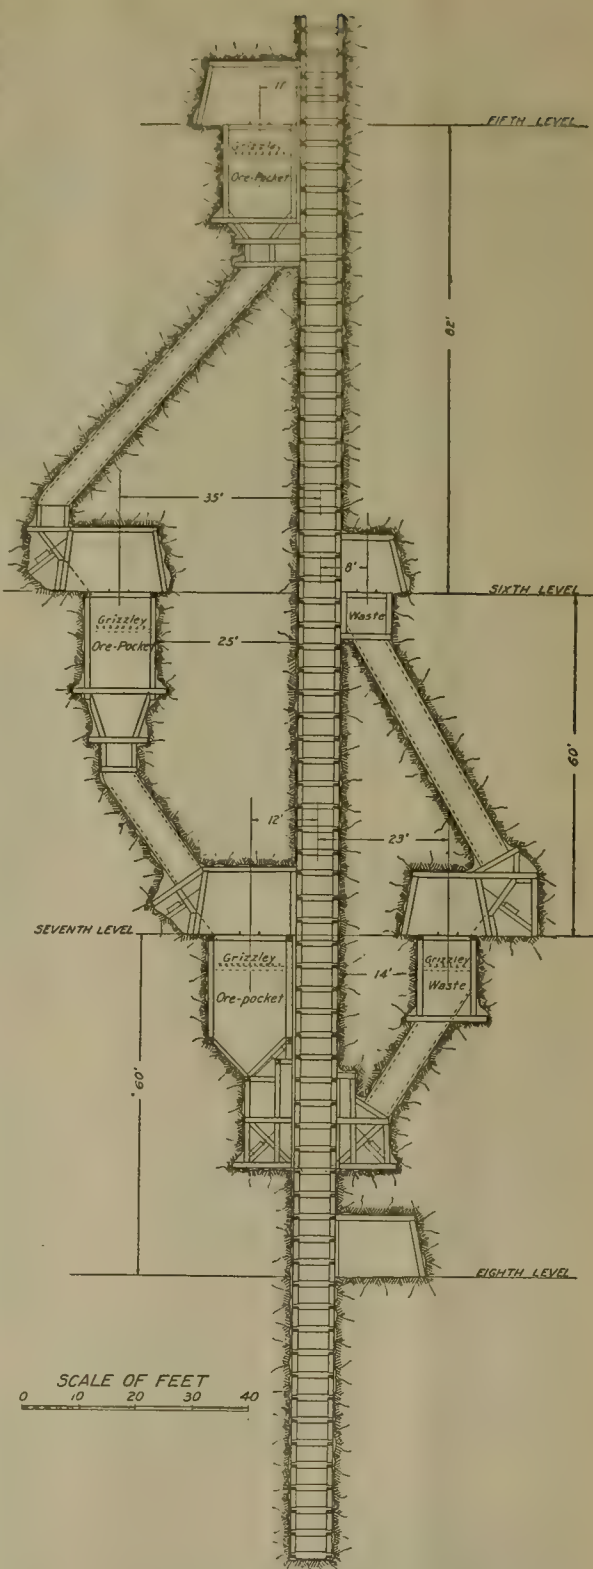 11'
FIFTH LEVEL
Grizzley
Ore-Pocket
82'
35'
8'
SIXTH LEVEL
Grizzley
Waste
Ore-Pocket
25'
60'
12'
23'
SEVENTH LEVEL
Grizzley
14'
Grizzley
Ore-pocket
Waste
60'
EIGHTH LEVEL
SCALE OF FEET
0 10 20 30 40